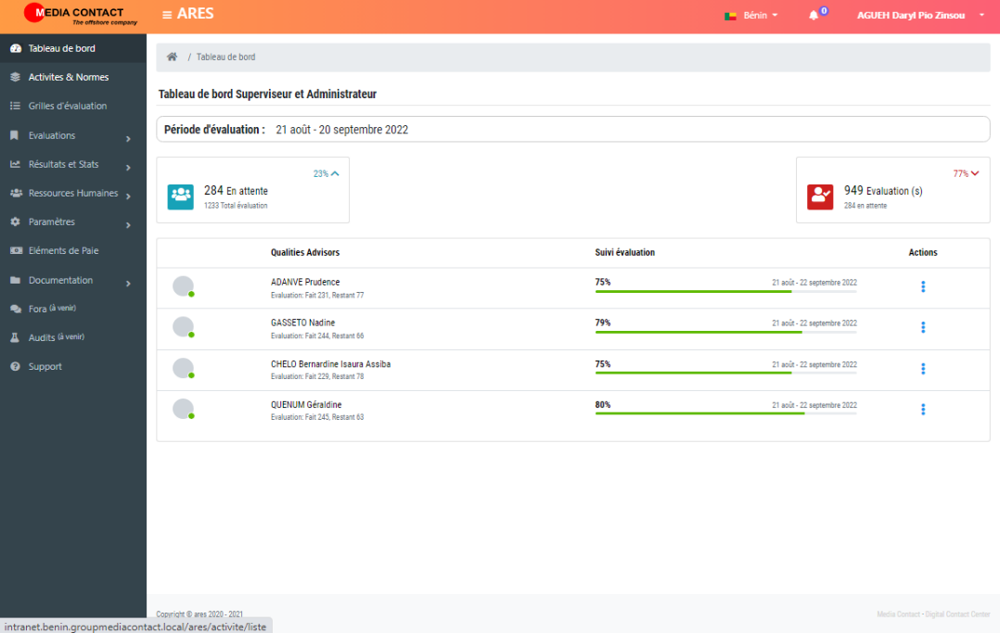 MEDIA CONTACT
The offshore company
ARES
Bénin
0
AGUEH Daryl Pio Zinsou
Tableau de bord
Activites & Normes
Grilles d'évaluation
Evaluations
Résultats et Stats
Ressources Humaines
Paramètres
Eléments de Paie
Documentation
Fora (à venir)
Audits (à venir)
Support
/ Tableau de bord
Tableau de bord Superviseur et Administrateur
Période d'évaluation : 21 août - 20 septembre 2022
23%
284 En attente
1233 Total évaluation
77%
949 Evaluation (s)
284 en attente
Qualities Advisors Suivi évaluation Actions
ADANVE Prudence 75% 21 août - 22 septembre 2022
Evaluation: Fait 231, Restant 77
GASSETO Nadine 79% 21 août - 22 septembre 2022
Evaluation: Fait 244, Restant 66
CHELO Bernardine Isaura Assiba 75% 21 août - 22 septembre 2022
Evaluation: Fait 229, Restant 78
QUENUM Géraldine 80% 21 août - 22 septembre 2022
Evaluation: Fait 245, Restant 63
Copyright © ares 2020 - 2021
Media Contact - Digital Contact Center
intranet.benin.groupmediacontact.local/ares/activite/liste